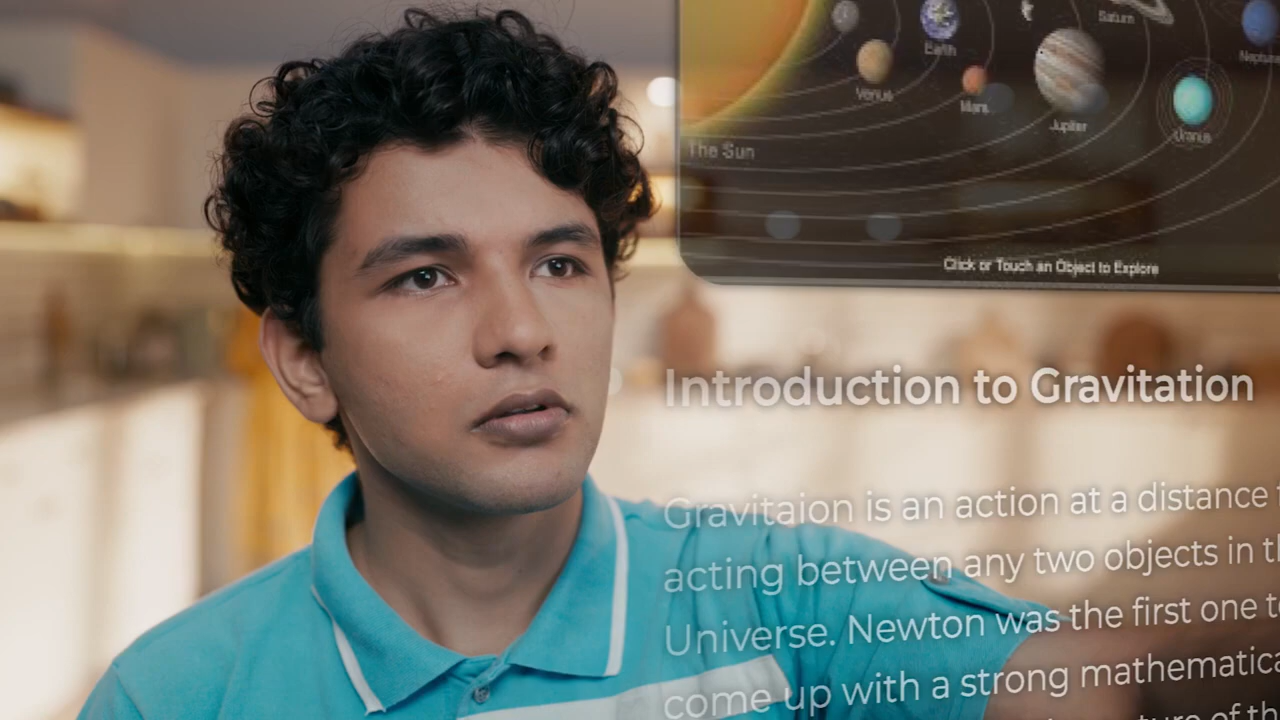 Saturn
Earth
Neptune
Venus
Mars
Jupiter
Uranus
The Sun
Click or Touch an Object to Explore
Introduction to Gravitation
Gravitaion is an action at a distance
acting between any two objects in
Universe. Newton was the first one
come up with a strong
of